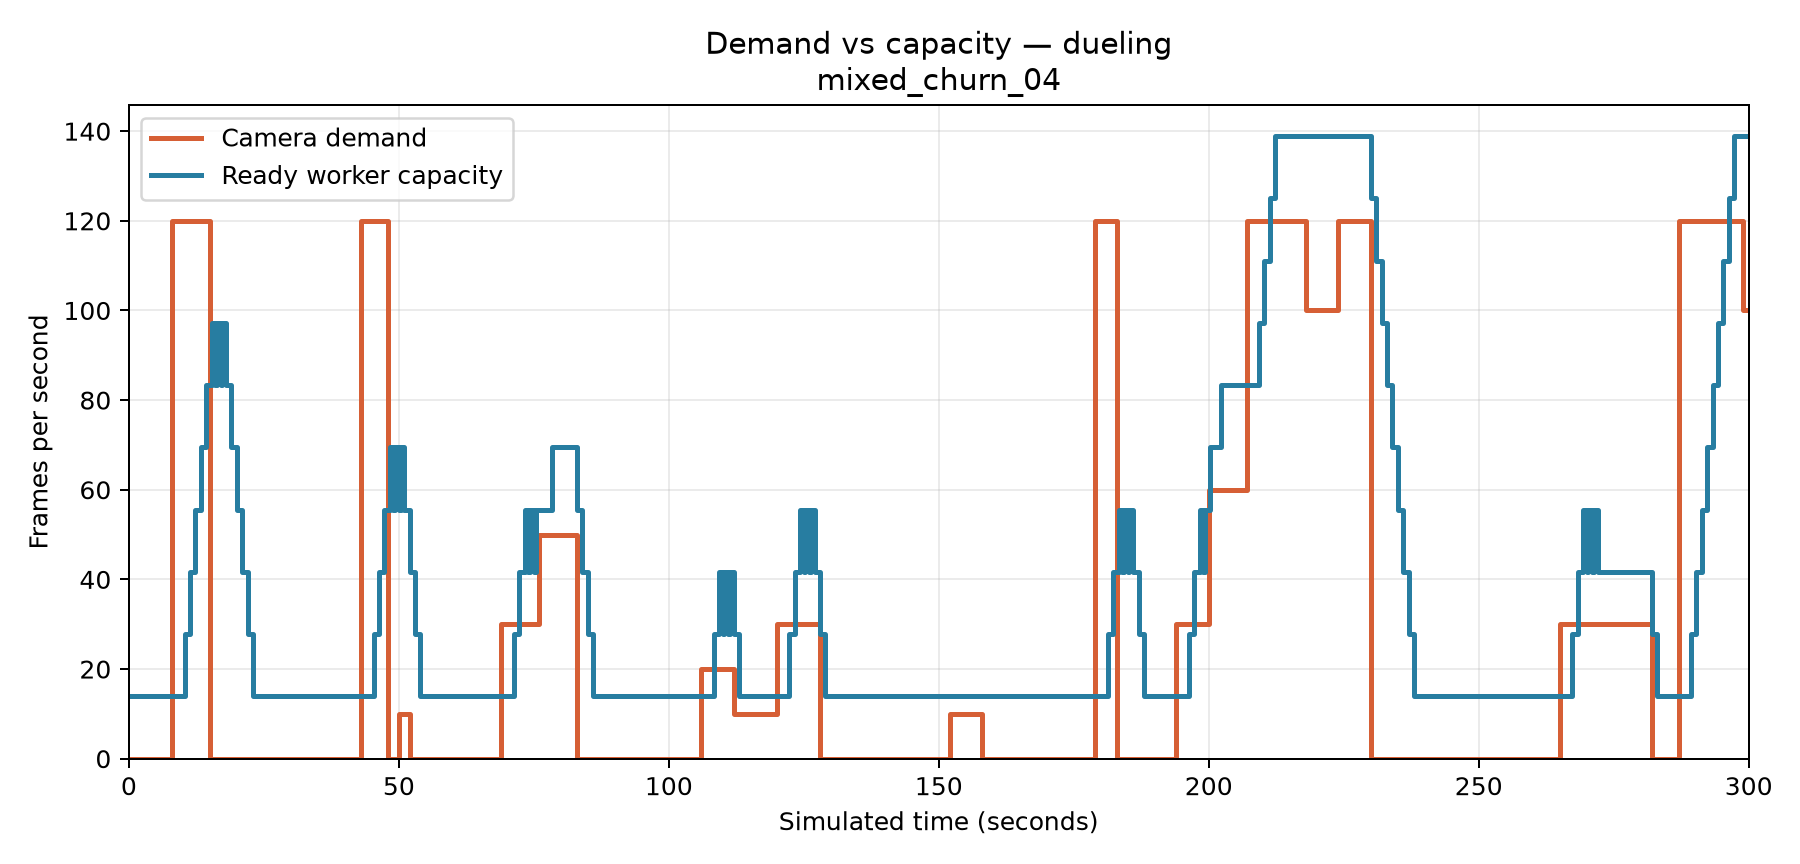 Demand vs capacity — dueling
mixed_churn_04
Camera demand
Ready worker capacity
Frames per second
140
120
100
80
60
40
20
0
0 50 100 150 200 250 300
Simulated time (seconds)